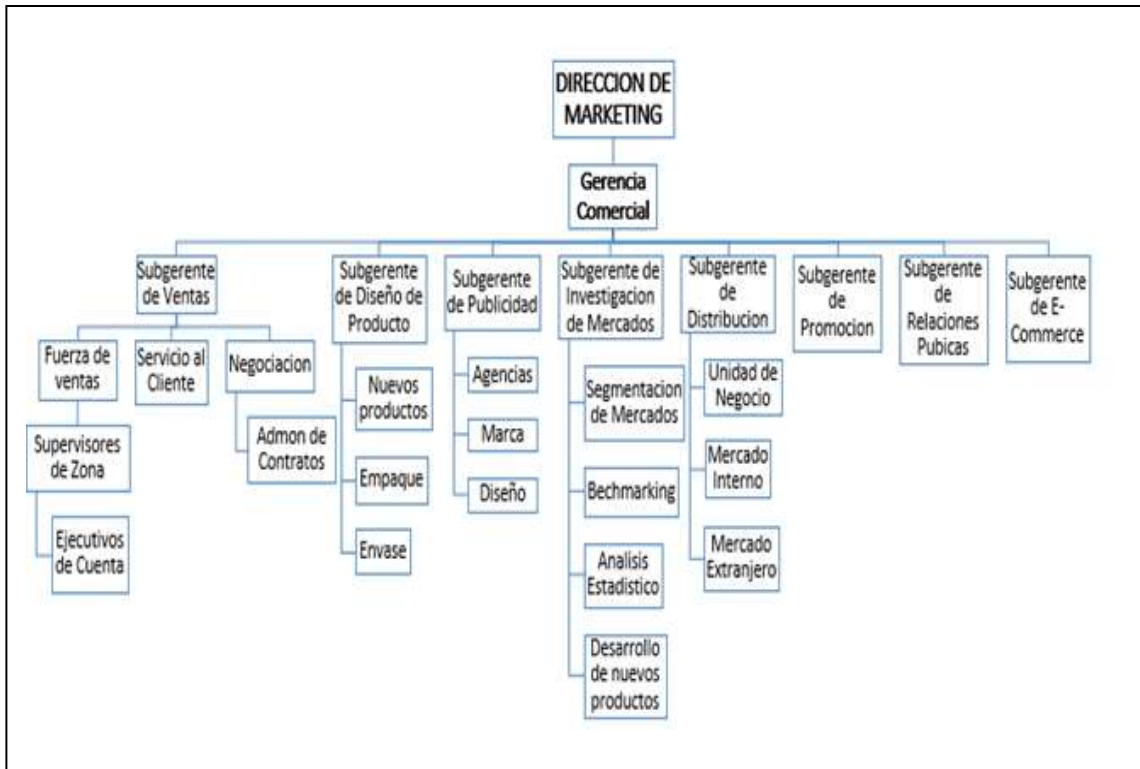 DIRECCION DE
MARKETING
Gerencia
Comercial
Subgerente
de Ventas
Fuerza de
ventas
Supervisores
de Zona
Ejecutivos
de Cuenta
Servicio al
Cliente
Negociacion
Admon de
Contratos
Subgerente
de Diseño de
Producto
Nuevos
productos
Empaque
Envase
Subgerente
de Publicidad
Agencias
Marca
Diseño
Subgerente de
Investigacion
de Mercados
Segmentacion
de Mercados
Bechmarking
Analisis
Estadistico
Desarrollo
de nuevos
productos
Subgerente
de
Distribucion
Unidad de
Negocio
Mercado
Interno
Mercado
Extranjero
Subgerente
de
Promocion
Subgerente
de
Relaciones
Pubicas
Subgerente
de E-
Commerce